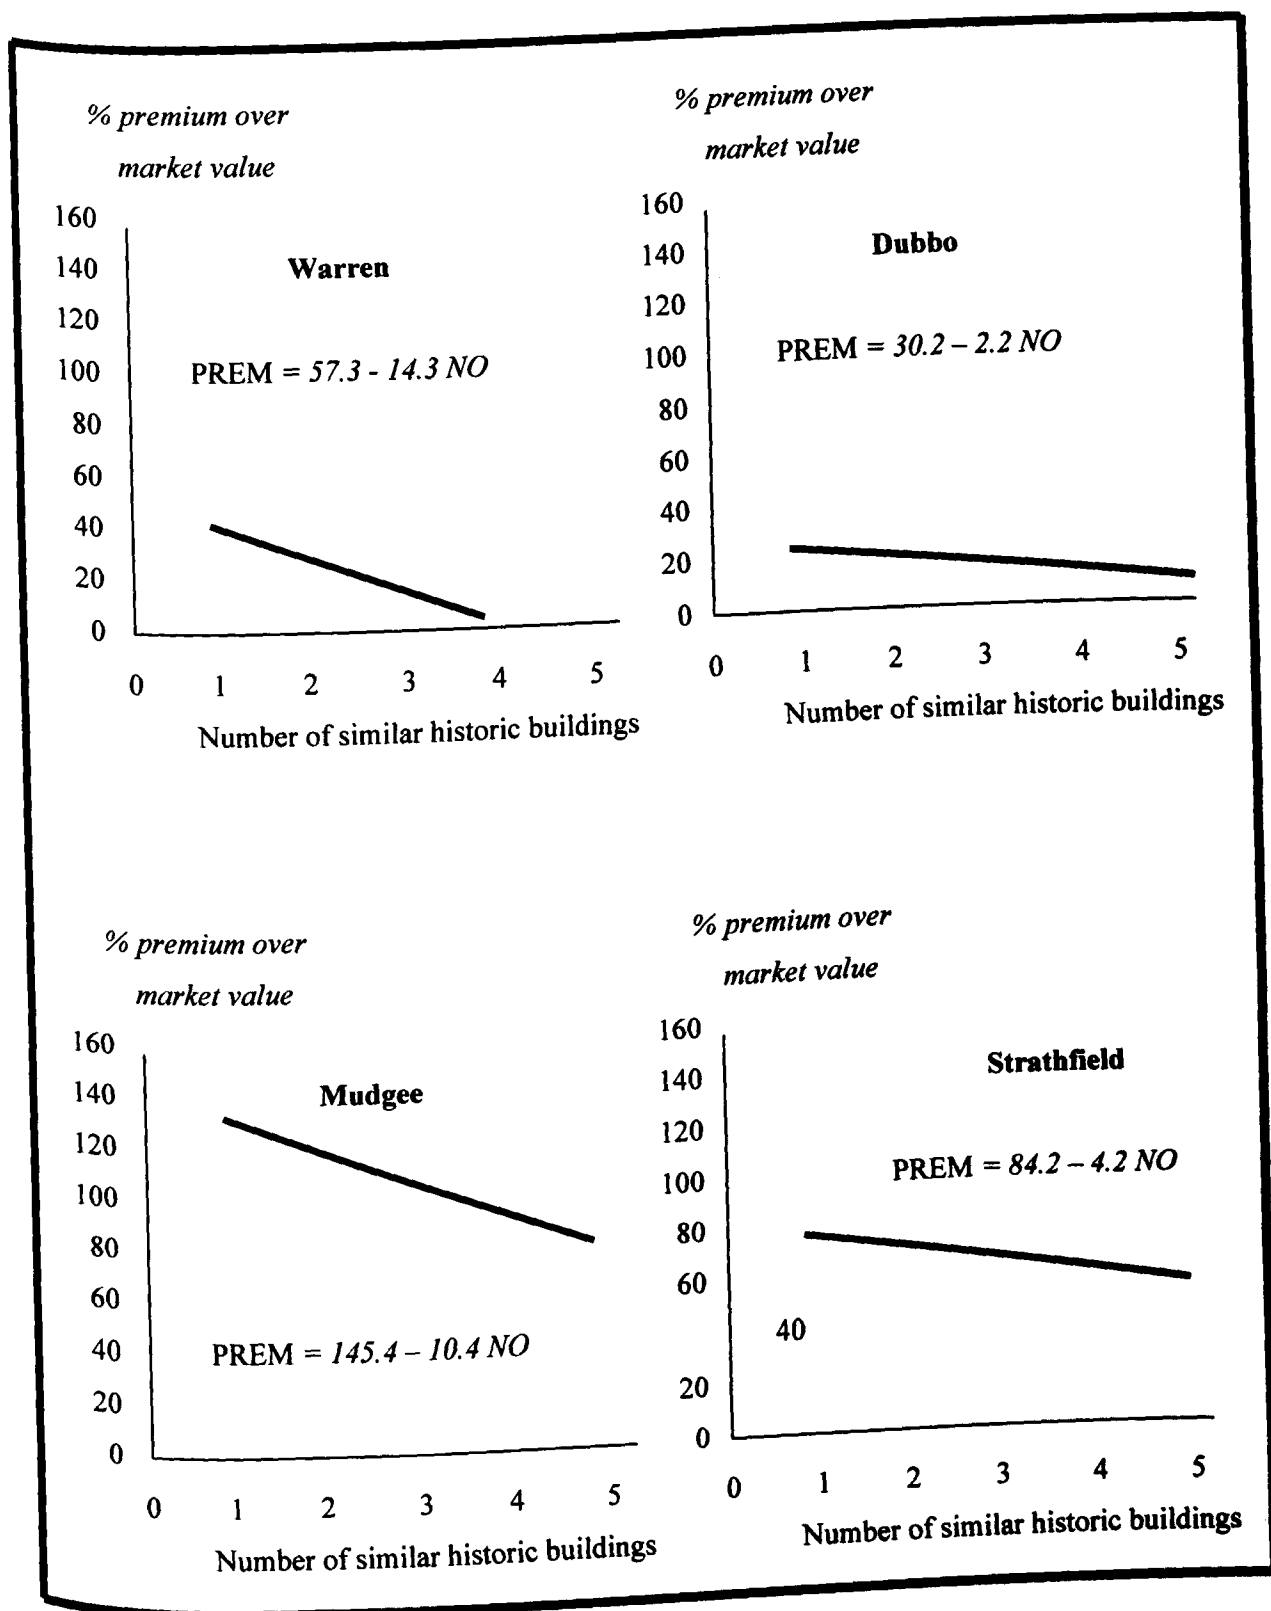 % premium over
market value
160
140
120
100
80
60
40
20
0
Warren
PREM = 57.3 - 14.3 NO
0 1 2 3 4 5
Number of similar historic buildings
% premium over
market value
160
140
120
100
80
60
40
20
0
Dubbo
PREM = 30.2 – 2.2 NO
0 1 2 3 4 5
Number of similar historic buildings
% premium over
market value
160
140
120
100
80
60
40
20
0
Mudgee
PREM = 145.4 – 10.4 NO
0 1 2 3 4 5
Number of similar historic buildings
% premium over
market value
160
140
120
100
80
60
40
20
0
Strathfield
PREM = 84.2 – 4.2 NO
0 1 2 3 4 5
Number of similar historic buildings